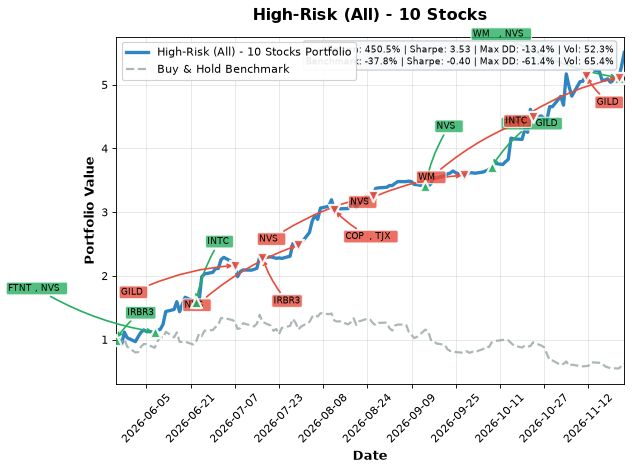 High-Risk (All) - 10 Stocks
WM , NVS
High-Risk (All) - 10 Stocks Portfolio
Buy & Hold Benchmark
450.5% | Sharpe: 3.53 | Max DD: -13.4% | Vol: 52.3%
-37.8% | Sharpe: -0.40 | Max DD: -61.4% | Vol: 65.4%
GILD
NVS
INTC
GILD
WM
NVS
COP , TJX
NVS
INTC
FTNT , NVS
GILD
IRBR3
IRBR3
Portfolio Value
5
4
3
2
1
2026-06-05
2026-06-21
2026-07-07
2026-07-23
2026-08-08
2026-08-24
2026-09-09
2026-09-25
2026-10-11
2026-10-27
2026-11-12
Date